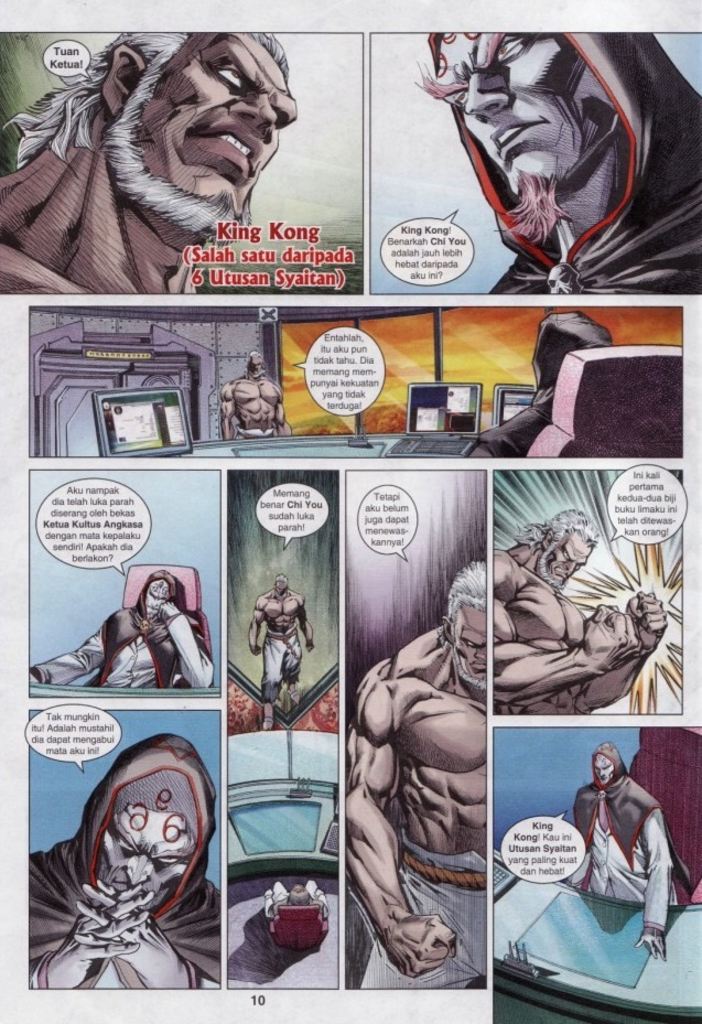 Tuan
Ketua!
King Kong
(Salah satu daripada
6 Utusan Syaitan)
King Kong!
Benarkah Chi You
adalah jauh lebih
hebat daripada
aku ini?
Entahlah,
itu aku pun
tidak tahu. Dia
memang mem-
punyai kekuatan
yang tidak
terduga!
Aku nampak
dia telah luka parah
diserang oleh bekas
Ketua Kultus Angkasa
dengan mata kepalaku
sendiri! Apakah dia
berlakon?
Memang
benar Chi You
sudah luka
parah!
Tetapi
aku belum
juga dapat
menewas-
kannya!
Ini kali
pertama
kedua-dua biji
buku limaku ini
telah ditewas-
kan orang!
Tak mungkin
itu! Adalah mustahil
dia dapat mengabui
mata aku ini!
666
King
Kong! Kau ini
Utusan Syaitan
yang paling kuat
dan hebat!
10